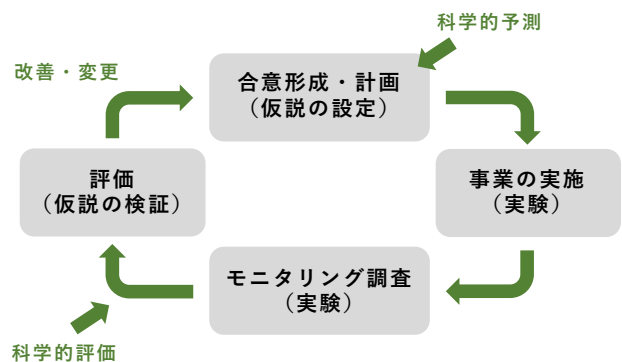 科学的予測
改善・変更
合意形成・計画
（仮説の設定）
評価
（仮説の検証）
事業の実施
（実験）
モニタリング調査
（実験）
科学的評価